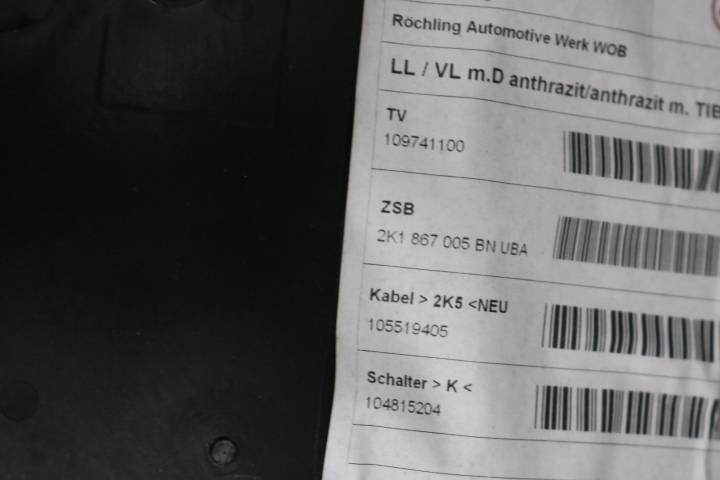 Röchling Automotive Werk WOB
LL / VL m.D anthrazit/anthrazit m. TIB
TV
109741100
ZSB
2K1 867 005 BN UBA
Kabel > 2K5 <NEU
105519405
Schalter > K <
104815204